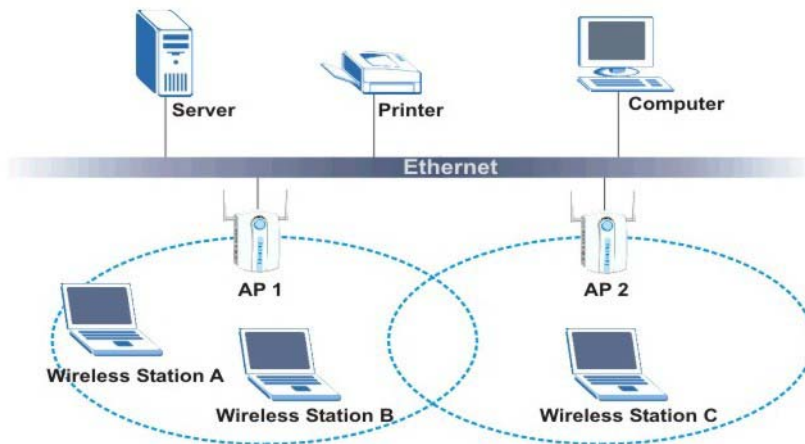 Server
Printer
Computer
Ethernet
AP 1
AP 2
Wireless Station A
Wireless Station B
Wireless Station C